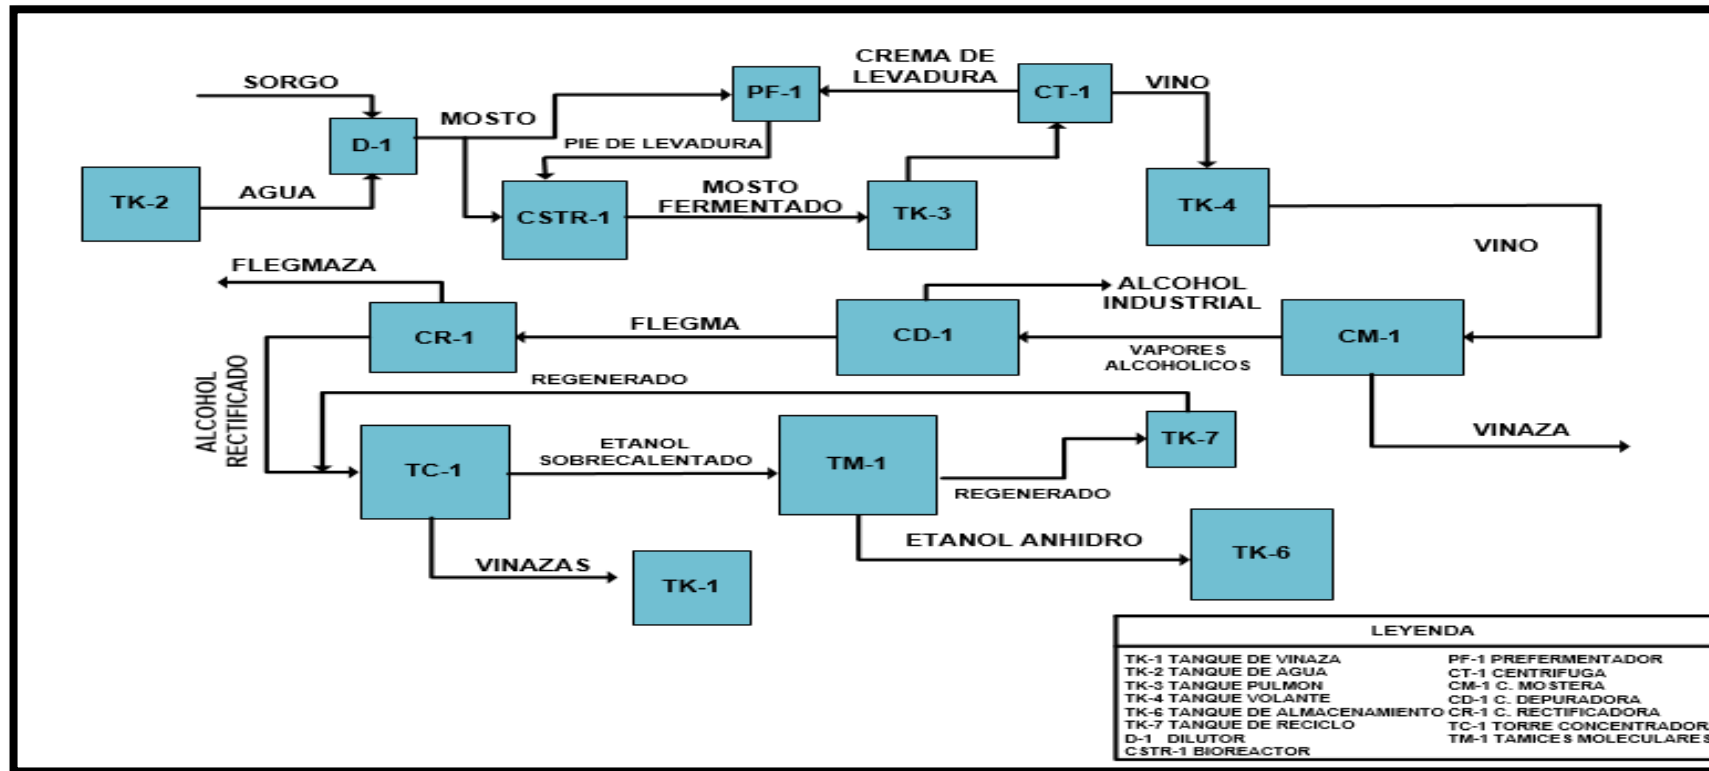 SORGO
D-1
MOSTO
TK-2
AGUA
PF-1
PIE DE LEVADURA
CREMA DE
LEVADURA
CT-1
VINO
CSTR-1
MOSTO
FERMENTADO
TK-3
TK-4
VINO
FLEGMAZA
CR-1
FLEGMA
CD-1
ALCOHOL
INDUSTRIAL
VAPORES
ALCOHOLICOS
CM-1
VINAZA
ALCOHOL
RECTIFICADO
REGENERADO
TC-1
ETANOL
SOBRECALENTADO
TM-1
REGENERADO
TK-7
VINAZAS
TK-1
ETANOL ANHIDRO
TK-6
LEYENDA
TK-1 TANQUE DE VINAZA
TK-2 TANQUE DE AGUA
TK-3 TANQUE PULMON
TK-4 TANQUE VOLANTE
TK-6 TANQUE DE ALMACENAMIENTO
TK-7 TANQUE DE RECICLO
D-1 DILUTOR
CSTR-1 BIOREACTOR
PF-1 PREFERMENTADOR
CT-1 CENTRIFUGA
CM-1 C. MOSTERA
CD-1 C. DEPURADORA
CR-1 C. RECTIFICADORA
TC-1 TORRE CONCENTRADOR
TM-1 TAMICES MOLECULARES